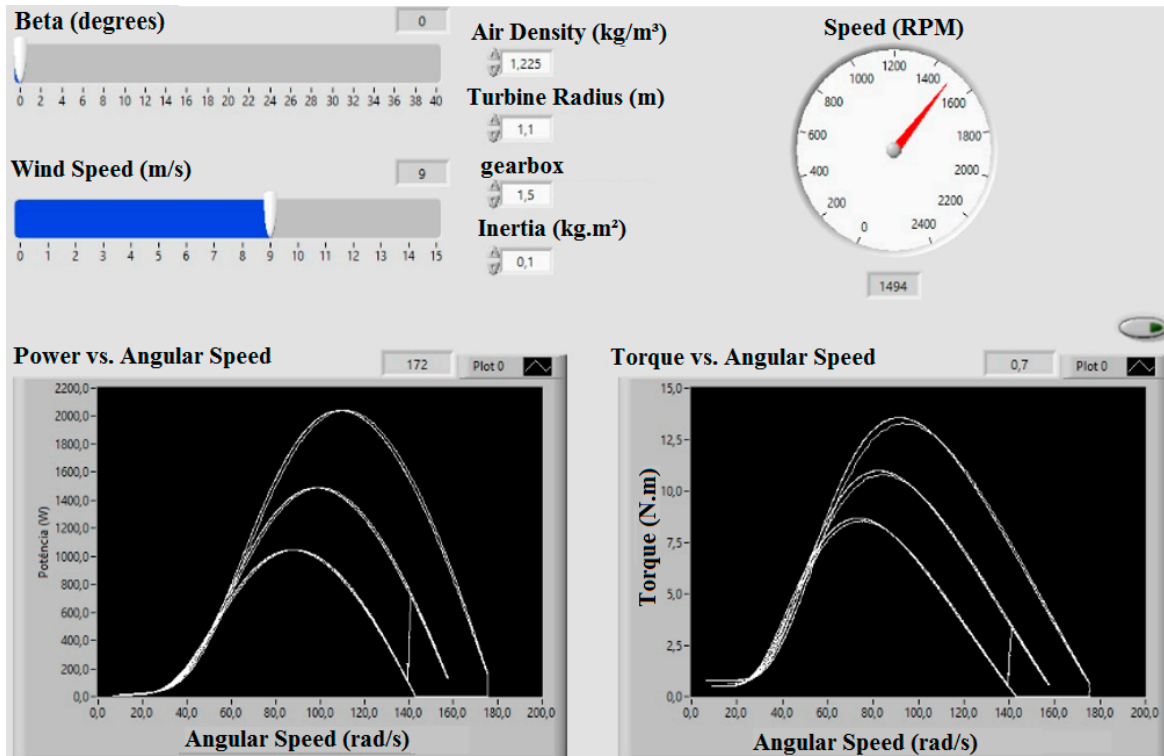 Beta (degrees)
0
0 2 4 6 8 10 12 14 16 18 20 22 24 26 28 30 32 34 36 38 40
Wind Speed (m/s)
9
0 1 2 3 4 5 6 7 8 9 10 11 12 13 14 15
Air Density (kg/m³)
1,225
Turbine Radius (m)
1,1
gearbox
1,5
Inertia (kg.m²)
0,1
Speed (RPM)
0 200 400 600 800 1000 1200 1400 1600 1800 2000 2200 2400
1494
Power vs. Angular Speed
172
Plot 0
2200,0
2000,0
1800,0
1600,0
1400,0
1200,0
1000,0
800,0
600,0
400,0
200,0
0,0
Potência (W)
0,0 20,0 40,0 60,0 80,0 100,0 120,0 140,0 160,0 180,0 200,0
Angular Speed (rad/s)
Torque vs. Angular Speed
0,7
Plot 0
15,0
12,5
10,0
7,5
5,0
2,5
0,0
Torque (N.m)
0,0 20,0 40,0 60,0 80,0 100,0 120,0 140,0 160,0 180,0 200,0
Angular Speed (rad/s)